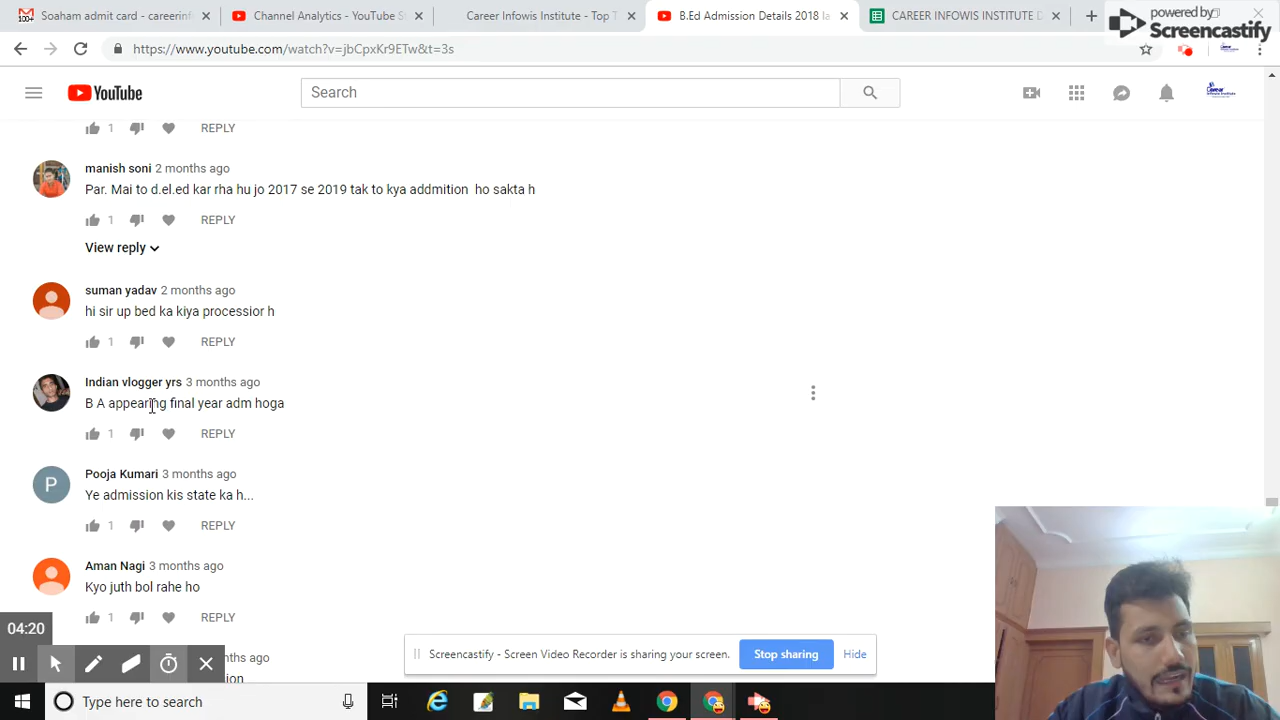 Soaham admit card - careerinf
Channel Analytics - YouTube
Career Infowis Institute - Top T
B.Ed Admission Details 2018 la
CAREER INFOWIS INSTITUTE D
powered by
Screencastify
https://www.youtube.com/watch?v=jbCpxKr9ETw&t=3s
YouTube
Search
1 REPLY
manish soni 2 months ago
Par. Mai to d.el.ed kar rha hu jo 2017 se 2019 tak to kya addmition ho sakta h
1 REPLY
View reply
suman yadav 2 months ago
hi sir up bed ka kiya processior h
1 REPLY
Indian vlogger yrs 3 months ago
B A appearing final year adm hoga
1 REPLY
Pooja Kumari 3 months ago
Ye admission kis state ka h...
1 REPLY
Aman Nagi 3 months ago
Kyo juth bol rahe ho
1 REPLY
04:20
Screencastify - Screen Video Recorder is sharing your screen.
Stop sharing
Hide
ago
Type here to search